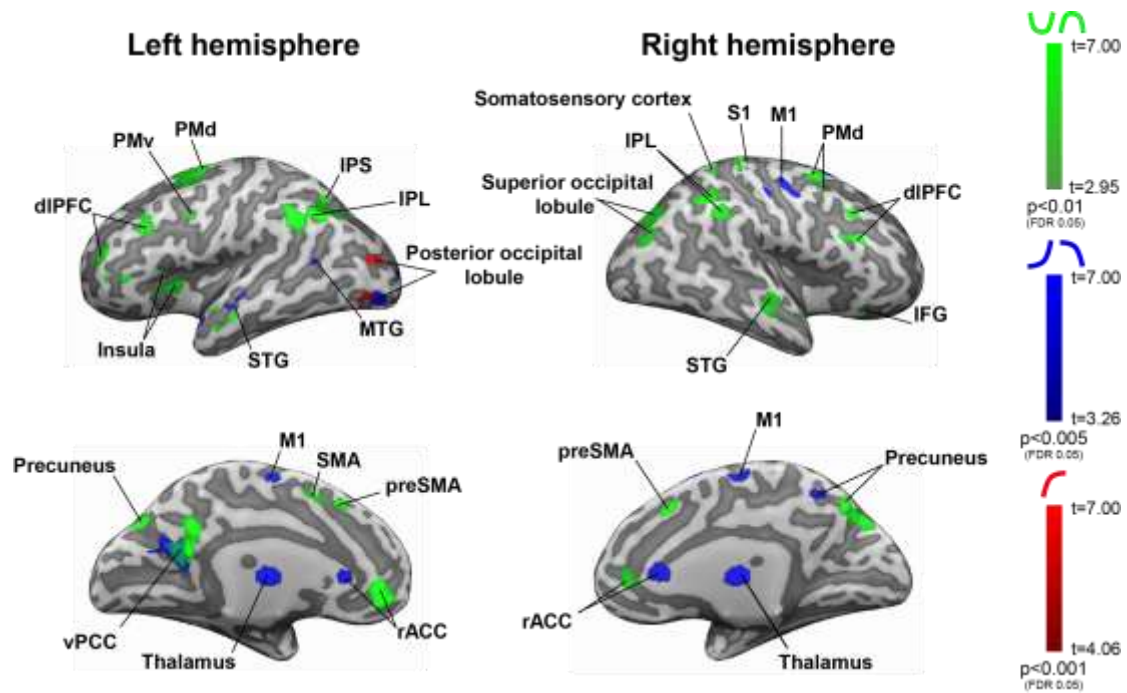 Left hemisphere
Right hemisphere
PMv
PMd
IPS
IPL
dlPFC
Posterior occipital
lobule
Insula
STG
MTG
Somatosensory cortex
S1
M1
PMd
IPL
Superior occipital
lobule
dlPFC
IFG
STG
Precuneus
M1
SMA
preSMA
vPCC
Thalamus
rACC
preSMA
M1
Precuneus
rACC
Thalamus
t=7.00
t=2.95
p<0.01
(FDR 0.05)
t=7.00
t=3.26
p<0.005
(FDR 0.05)
t=7.00
t=4.06
p<0.001
(FDR 0.05)